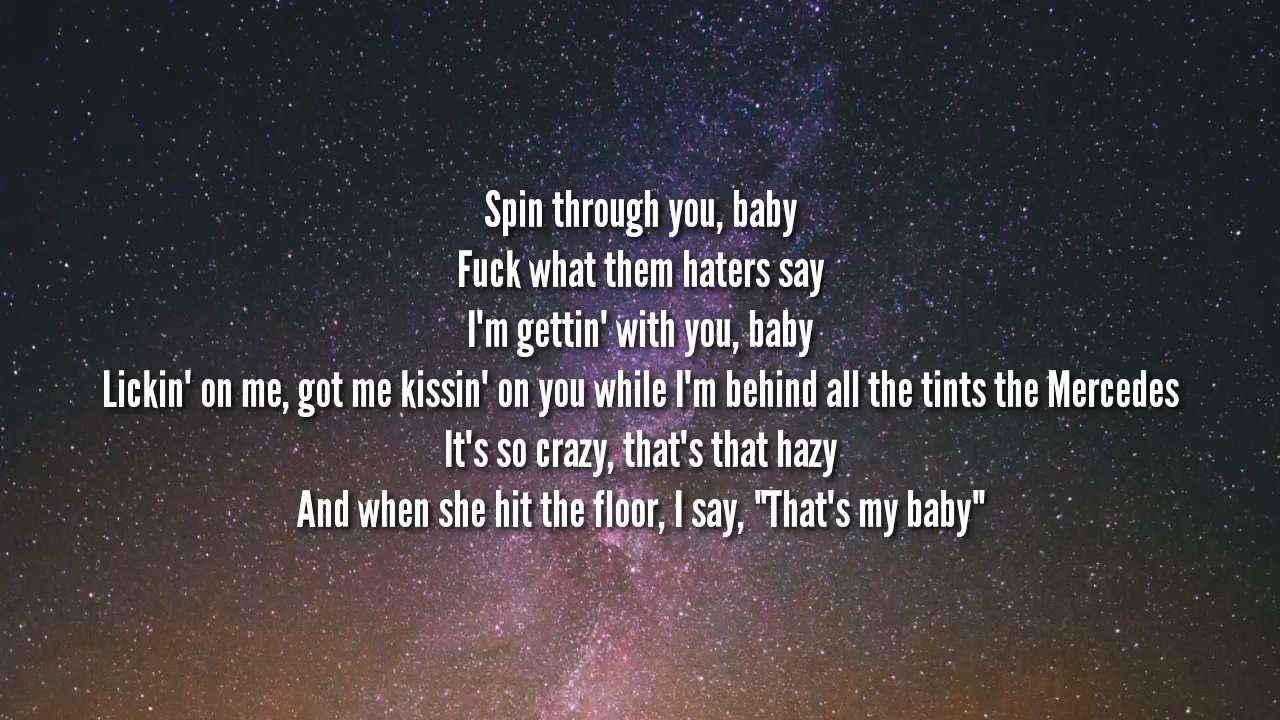 Spin through you, baby
Fuck what them haters say
I'm gettin' with you, baby
Lickin' on me, got me kissin' on you while I'm behind all the tints the Mercedes
It's so crazy, that's that hazy
And when she hit the floor, I say, "That's my baby"